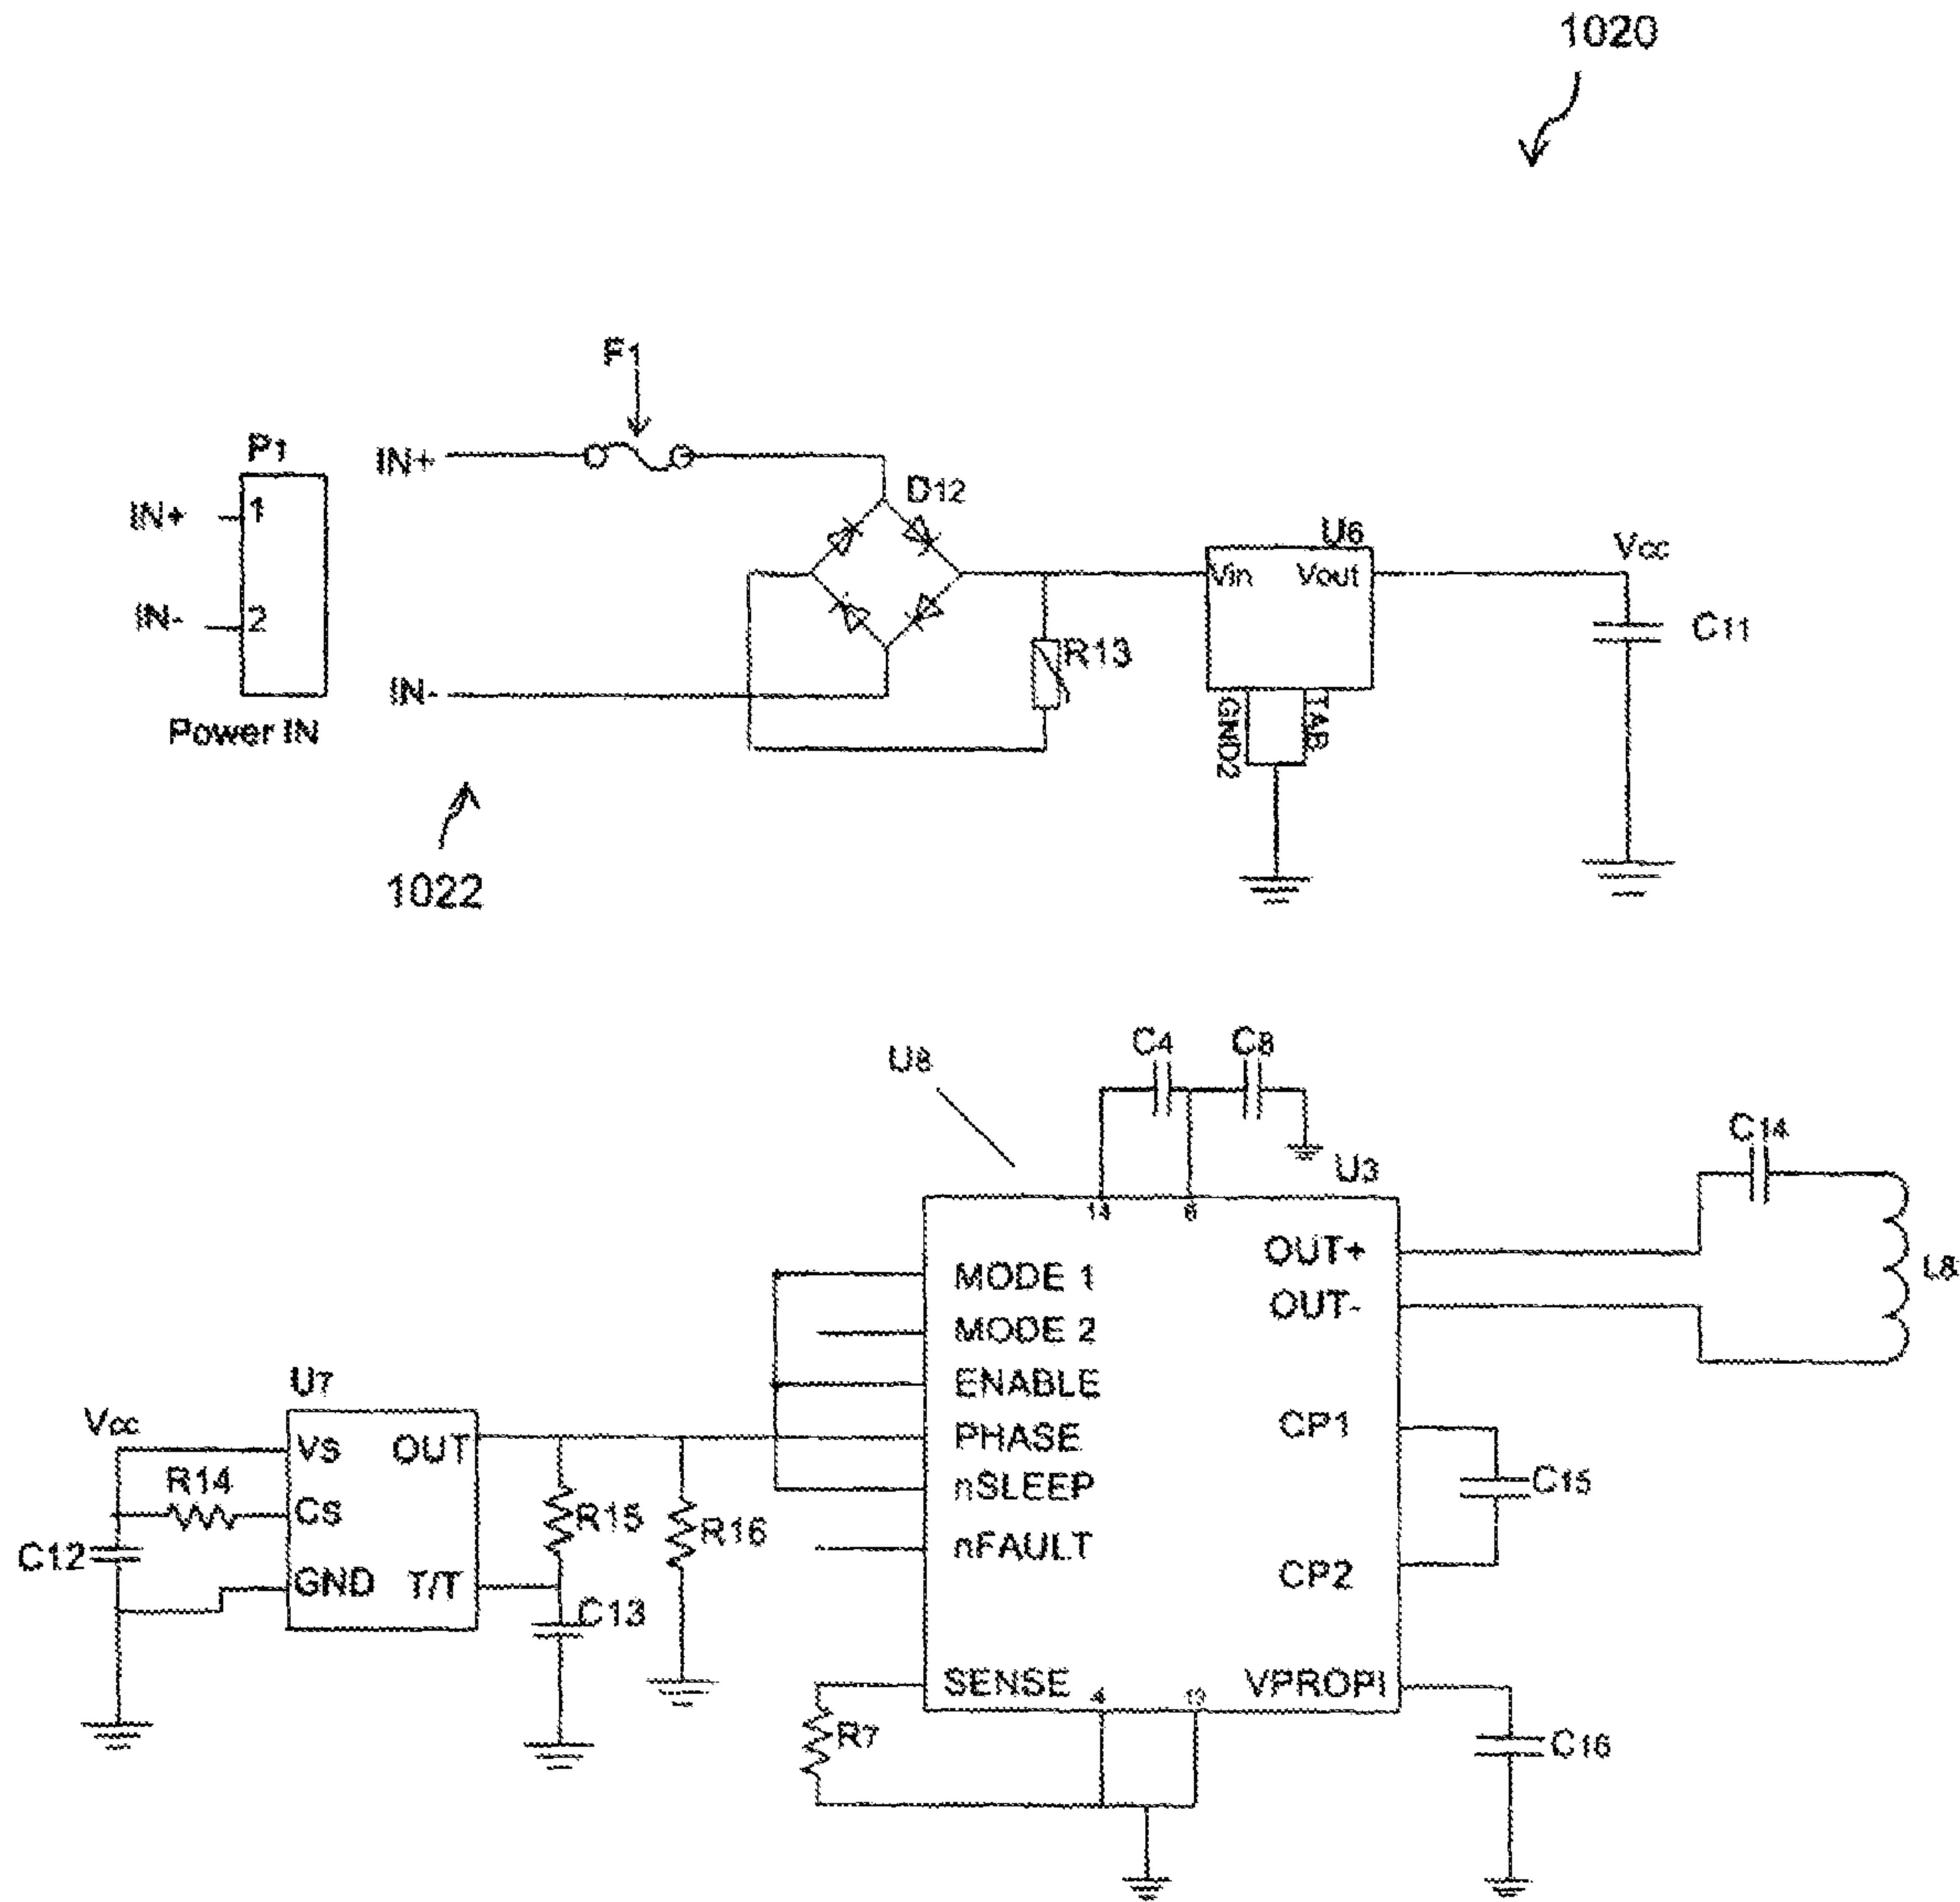 1020
F1
P1
IN+
IN+ 1
D12
U6
Vcc
Vin Vout
C11
IN- 2
R13
IN-
GND2 TAB
Power IN
1022
C4 C8
U8
C14
U3
14
OUT+
L8
MODE 1
OUT-
MODE 2
ENABLE
U7
Vcc
CP1
PHASE
VS OUT
R14
nSLEEP
C15
CS
R15
R16
nFAULT
C12
CP2
GND T/T
C13
SENSE 4 VPROPI
R7
C16